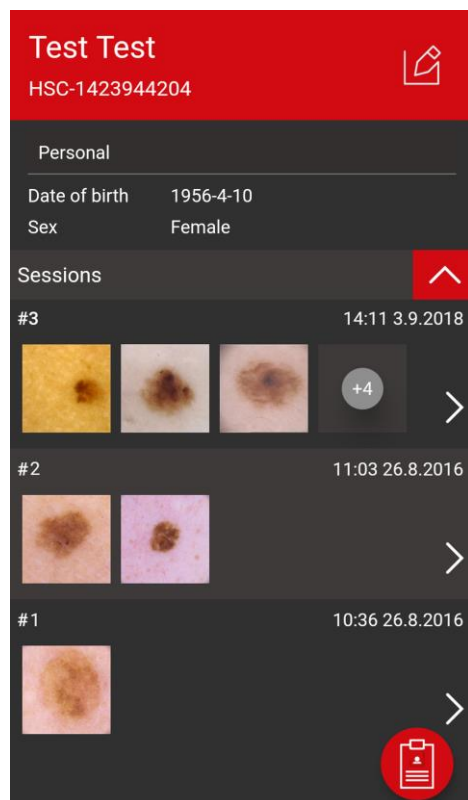 Test Test
HSC-1423944204
Personal
Date of birth 1956-4-10
Sex Female
Sessions
#3 14:11 3.9.2018
+4
#2 11:03 26.8.2016
#1 10:36 26.8.2016